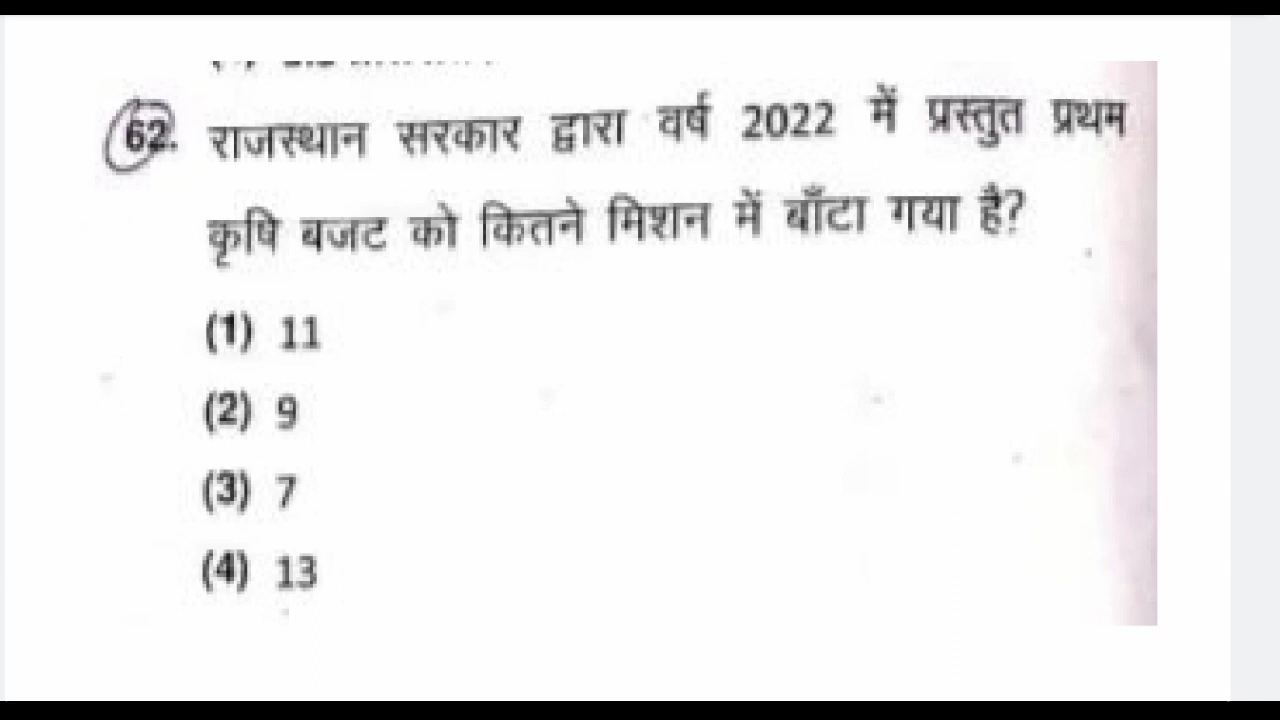 62. राजस्थान सरकार द्वारा वर्ष 2022 में प्रस्तुत प्रथम
कृषि बजट को कितने मिशन में बाँटा गया है?
(1) 11
(2) 9
(3) 7
(4) 13